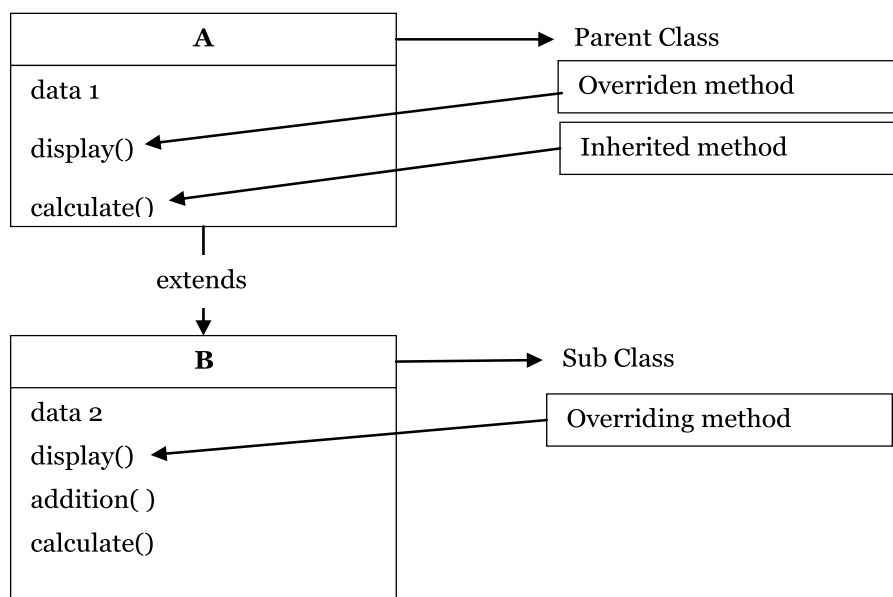 A
Parent Class
data 1
Overriden method
display()
Inherited method
calculate()
extends
B
Sub Class
data 2
Overriding method
display()
addition( )
calculate()